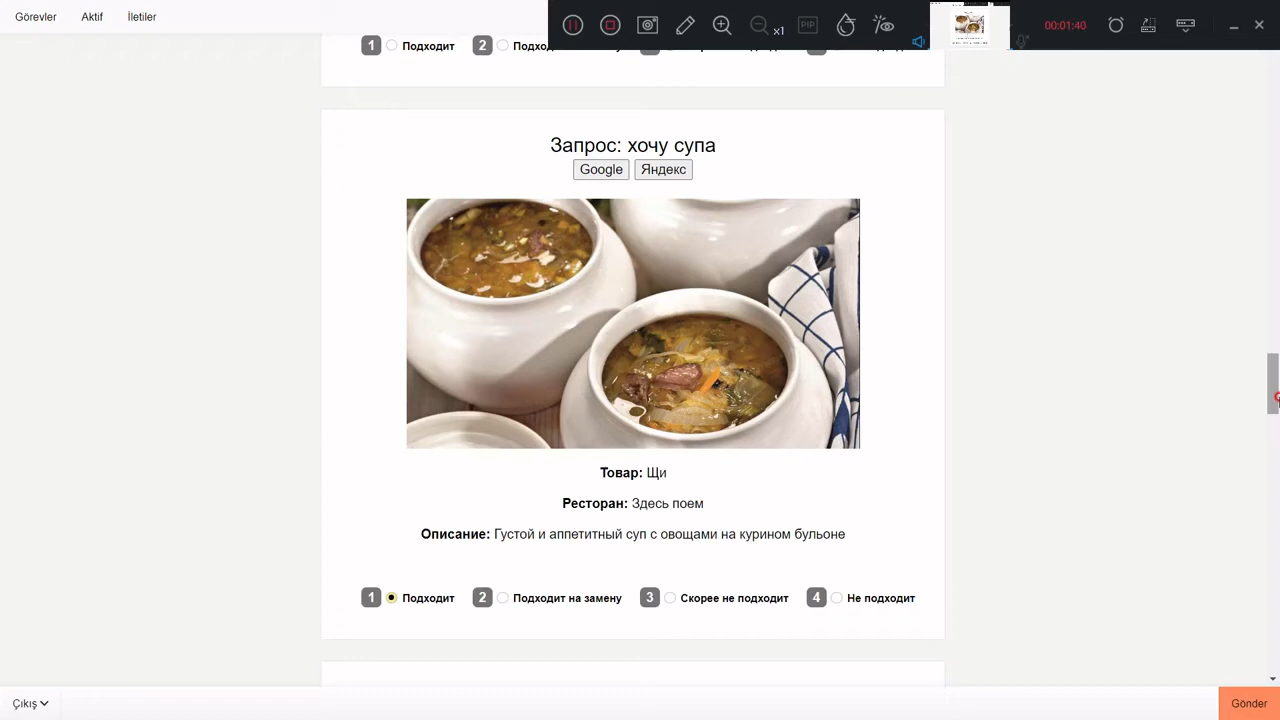 Görevler Aktif İletiler
x1 PIP 00:01:40
1 Подходит 2
Запрос: хочу супа
Google Яндекс
Товар: Щи
Ресторан: Здесь поем
Описание: Густой и аппетитный суп с овощами на курином бульоне
1 Подходит 2 Подходит на замену 3 Скорее не подходит 4 Не подходит
Çıkış Gönder